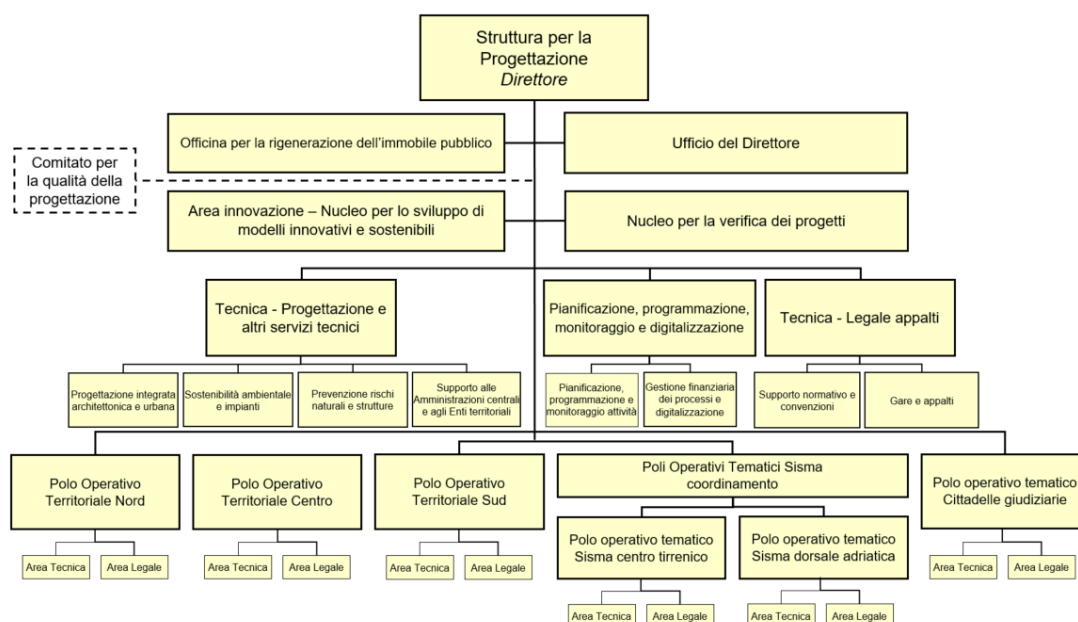 Struttura per la
Progettazione
Direttore
Officina per la rigenerazione dell'immobile pubblico
Ufficio del Direttore
Comitato per
la qualità della
progettazione
Area innovazione – Nucleo per lo sviluppo di
modelli innovativi e sostenibili
Nucleo per la verifica dei progetti
Tecnica - Progettazione e
altri servizi tecnici
Pianificazione, programmazione,
monitoraggio e digitalizzazione
Tecnica - Legale appalti
Progettazione integrata
architettonica e urbana
Sostenibilità ambientale
e impianti
Prevenzione rischi
naturali e strutture
Supporto alle
Amministrazioni centrali
e agli Enti territoriali
Pianificazione,
programmazione e
monitoraggio attività
Gestione finanziaria
dei processi e
digitalizzazione
Supporto normativo e
convenzioni
Gare e appalti
Polo Operativo
Territoriale Nord
Polo Operativo
Territoriale Centro
Polo Operativo
Territoriale Sud
Poli Operativi Tematici Sisma
coordinamento
Polo operativo tematico
Cittadelle giudiziarie
Polo operativo tematico
Sisma centro tirrenico
Polo operativo tematico
Sisma dorsale adriatica
Area Tecnica
Area Legale
Area Tecnica
Area Legale
Area Tecnica
Area Legale
Area Tecnica
Area Legale
Area Tecnica
Area Legale
Area Tecnica
Area Legale